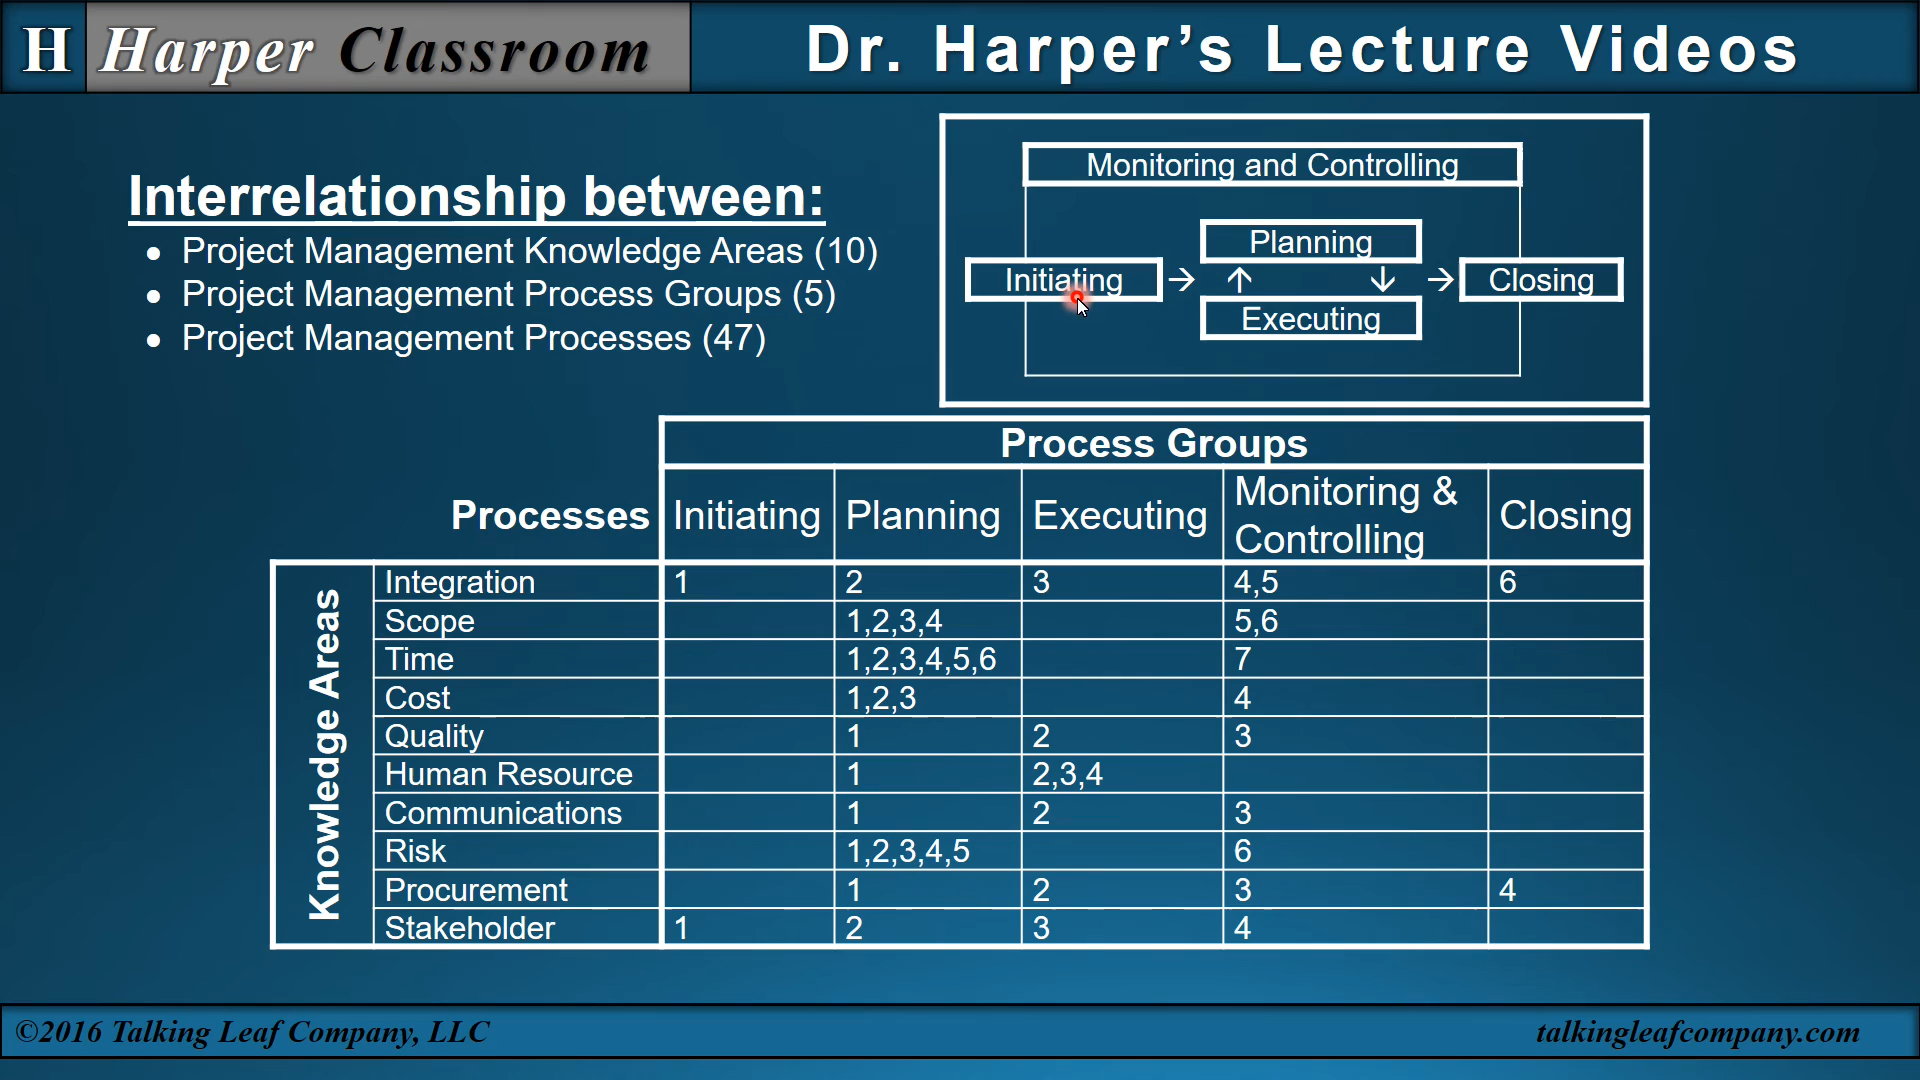 H Harper Classroom
Dr. Harper's Lecture Videos
Interrelationship between:
• Project Management Knowledge Areas (10)
• Project Management Process Groups (5)
• Project Management Processes (47)
Monitoring and Controlling
Planning
Initiating → ↑ ↓ → Closing
Executing
Process Groups
Processes Initiating Planning Executing Monitoring & Controlling Closing
Knowledge Areas
Integration 1 2 3 4,5 6
Scope 1,2,3,4 5,6
Time 1,2,3,4,5,6 7
Cost 1,2,3 4
Quality 1 2 3
Human Resource 1 2,3,4
Communications 1 2 3
Risk 1,2,3,4,5 6
Procurement 1 2 3 4
Stakeholder 1 2 3 4
©2016 Talking Leaf Company, LLC
talkingleafcompany.com